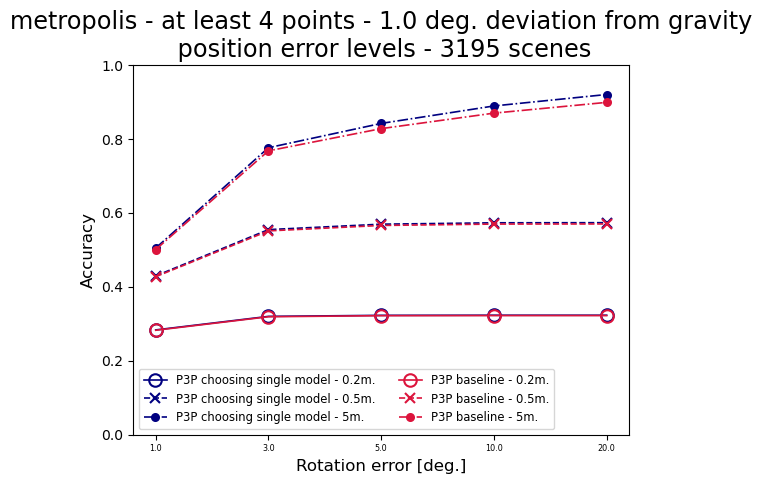 metropolis - at least 4 points - 1.0 deg. deviation from gravity
position error levels - 3195 scenes
1.0
0.8
0.6
0.4
0.2
0.0
Accuracy
P3P choosing single model - 0.2m.
P3P choosing single model - 0.5m.
P3P choosing single model - 5m.
P3P baseline - 0.2m.
P3P baseline - 0.5m.
P3P baseline - 5m.
1.0
3.0
5.0
10.0
20.0
Rotation error [deg.]